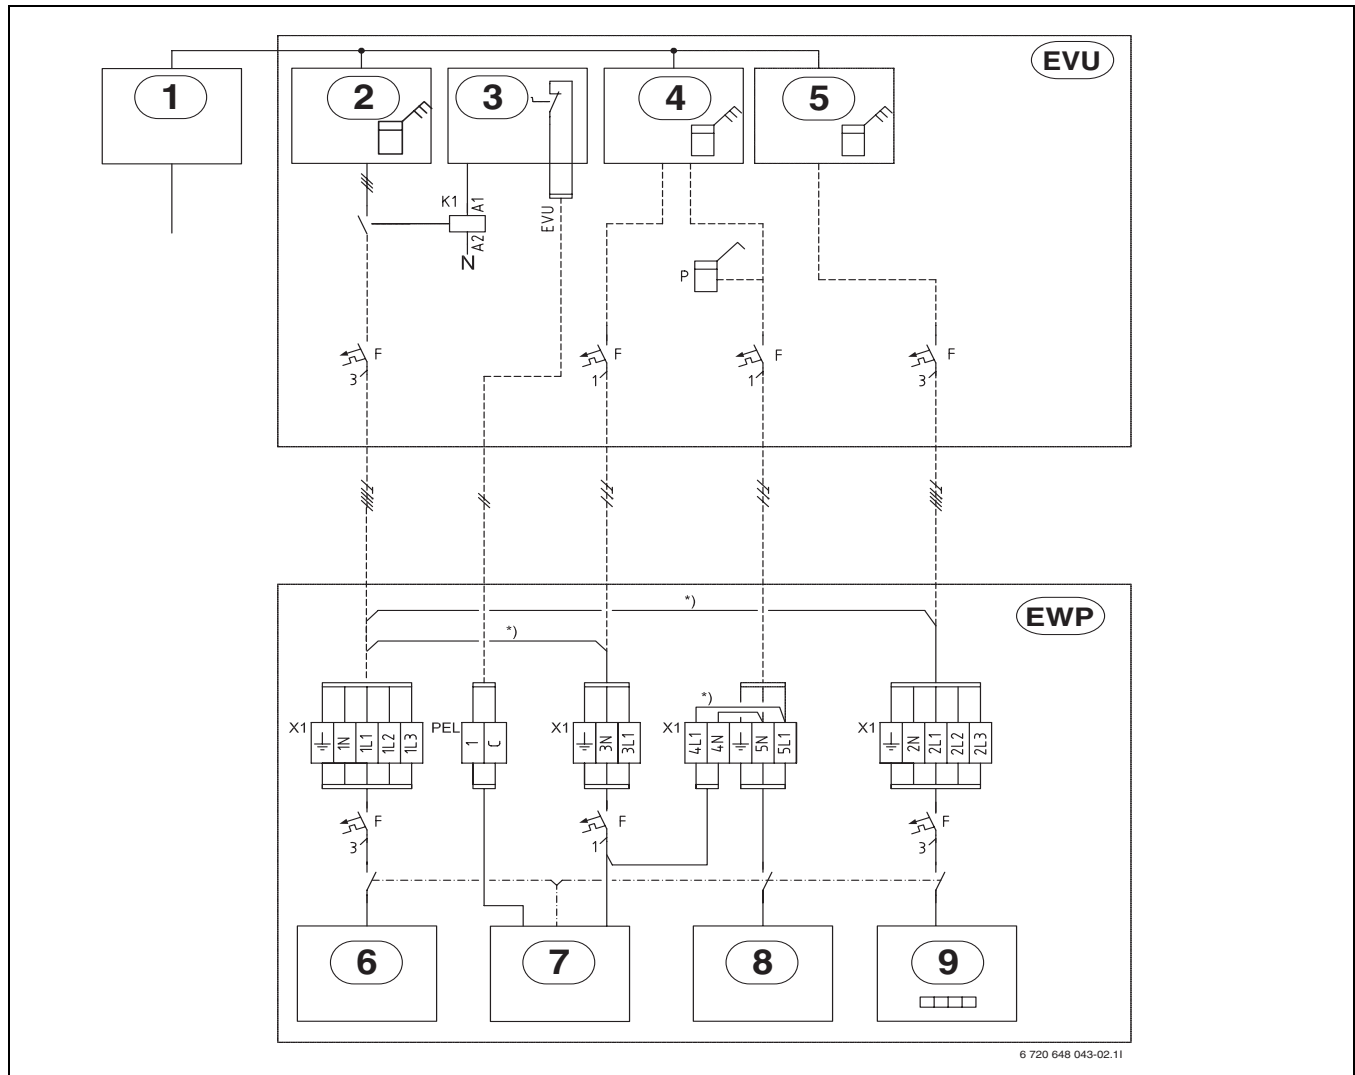 EVU
1
2
3
4
5
K1
A1
A2
N
EVU
P
F
3
F
1
F
1
F
3
*)
EWP
*)
*)
X1
1N
1L1
1L2
1L3
PEL
1
C
X1
3N
3L1
X1
4L1
4N
5N
5L1
X1
2N
2L1
2L2
2L3
F
3
F
1
F
3
6
7
8
9
6 720 648 043-02.1I